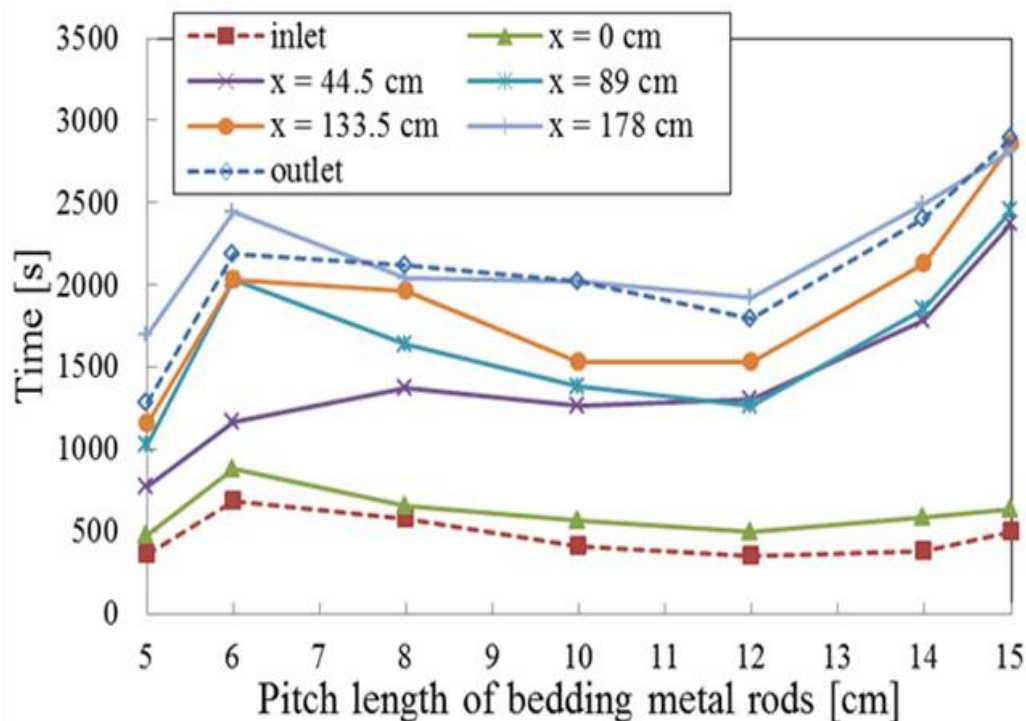 3500
3000
2500
2000
1500
1000
500
0
Time [s]
inlet
x = 0 cm
x = 44.5 cm
x = 89 cm
x = 133.5 cm
x = 178 cm
outlet
5 6 7 8 9 10 11 12 13 14 15
Pitch length of bedding metal rods [cm]